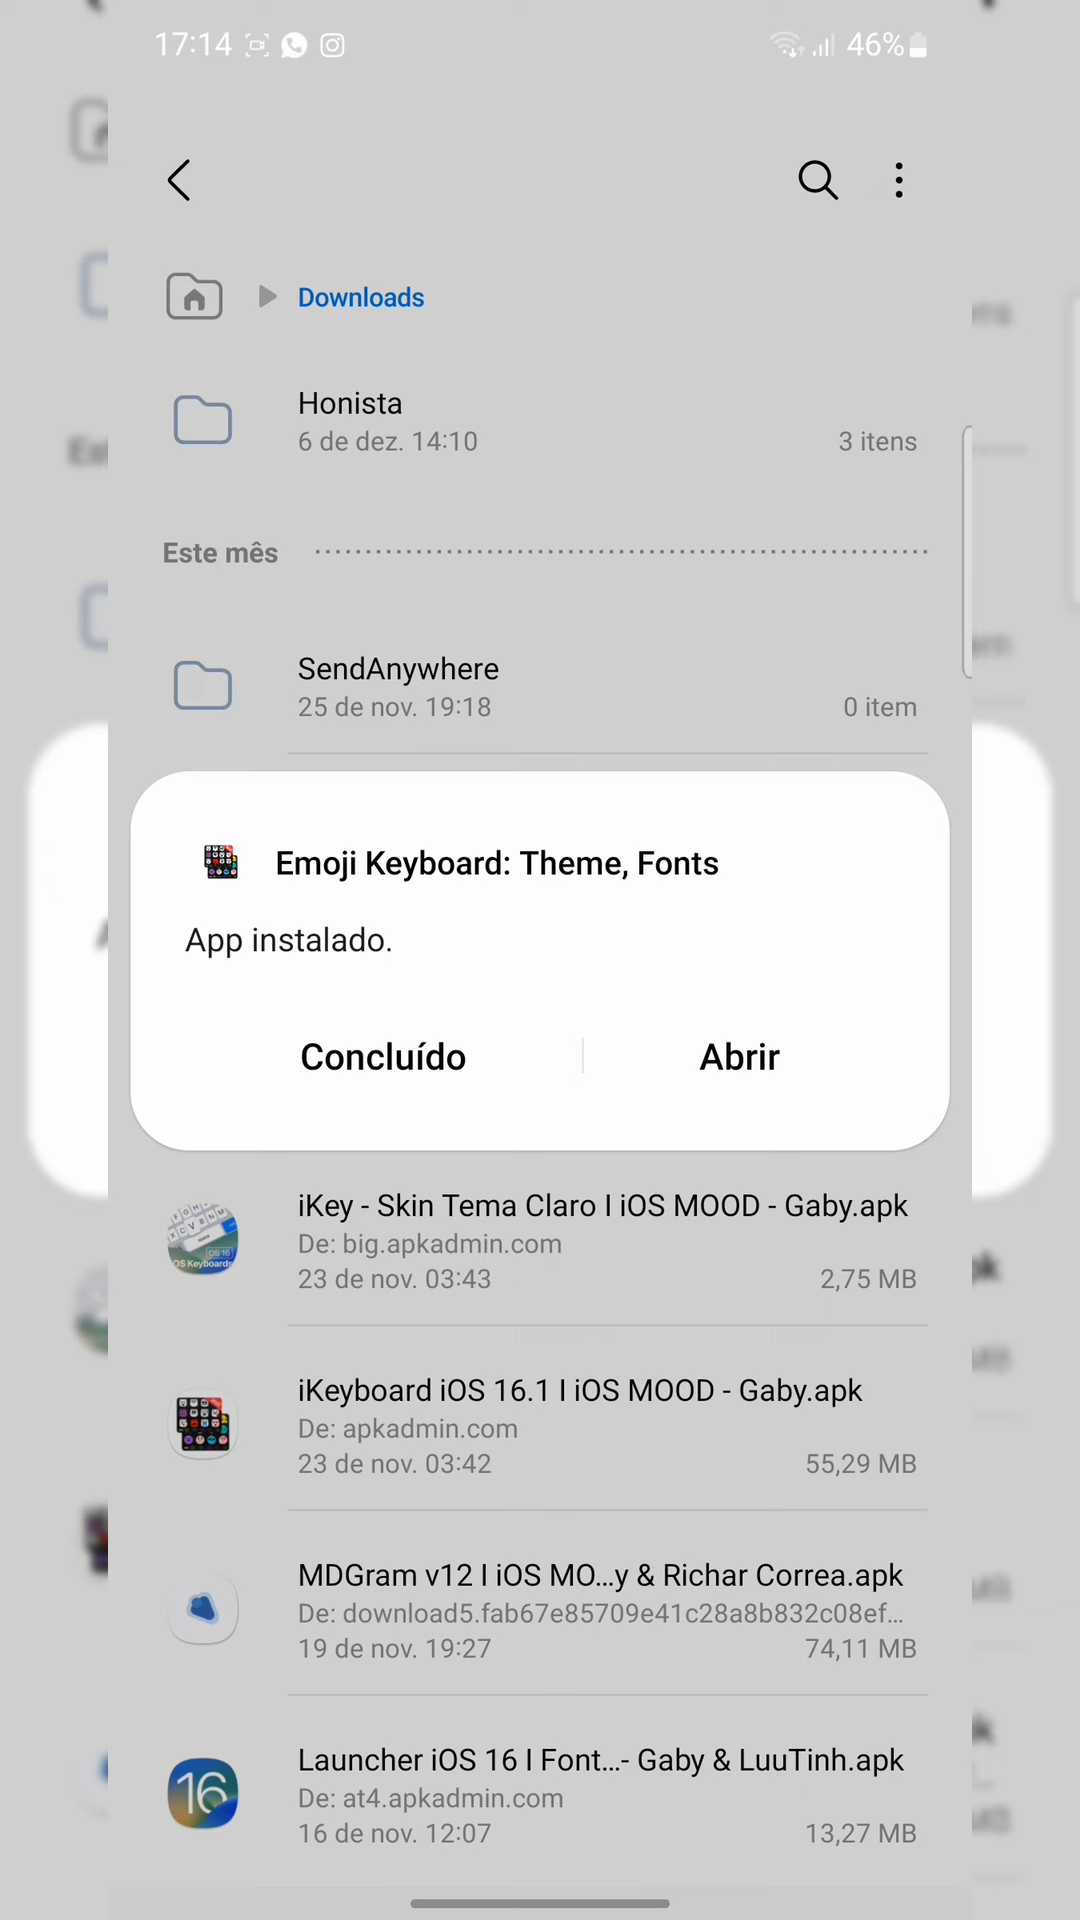 17:14
46%
Downloads
Honista
6 de dez. 14:10
3 itens
Este mês
SendAnywhere
25 de nov. 19:18
0 item
Emoji Keyboard: Theme, Fonts
App instalado.
Concluído
Abrir
iKey - Skin Tema Claro I iOS MOOD - Gaby.apk
De: big.apkadmin.com
23 de nov. 03:43
2,75 MB
iKeyboard iOS 16.1 I iOS MOOD - Gaby.apk
De: apkadmin.com
23 de nov. 03:42
55,29 MB
MDGram v12 I iOS MO...y & Richar Correa.apk
De: download5.fab67e85709e41c28a8b832c08ef...
19 de nov. 19:27
74,11 MB
16
Launcher iOS 16 I Font...- Gaby & LuuTinh.apk
De: at4.apkadmin.com
16 de nov. 12:07
13,27 MB